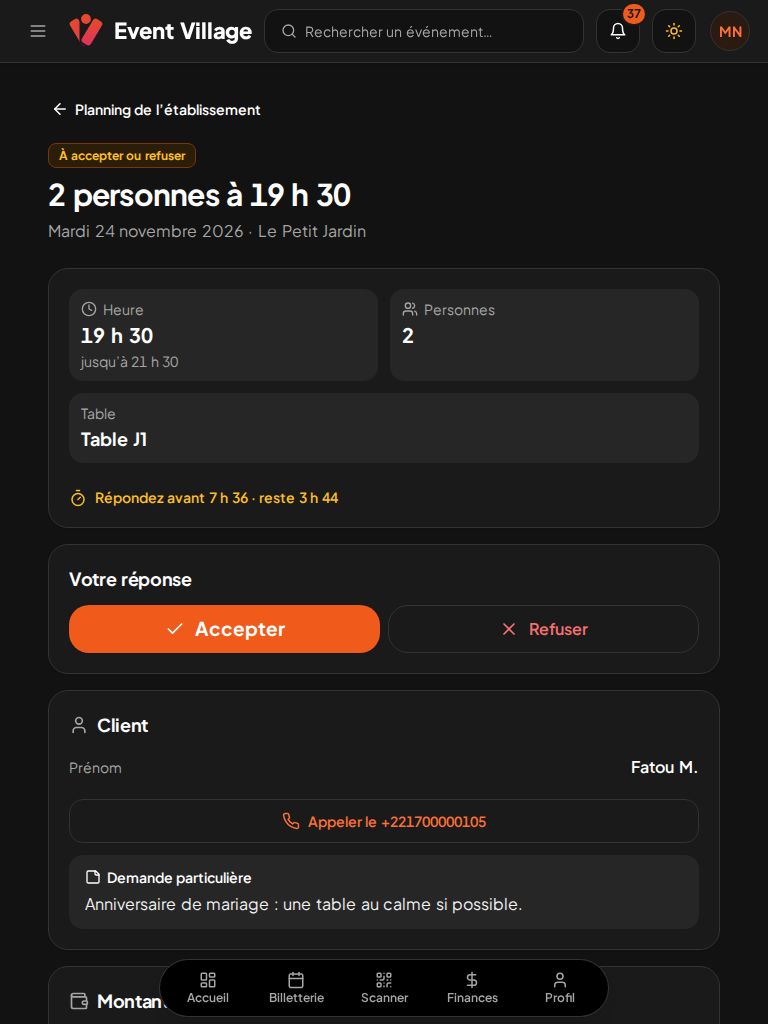 Event Village
Rechercher un événement...
37
MN
Planning de l'établissement
À accepter ou refuser
2 personnes à 19 h 30
Mardi 24 novembre 2026 · Le Petit Jardin
Heure
19 h 30
jusqu'à 21 h 30
Personnes
2
Table
Table J1
Répondez avant 7 h 36 · reste 3 h 44
Votre réponse
Accepter
Refuser
Client
Prénom
Fatou M.
Appeler le +221700000105
Demande particulière
Anniversaire de mariage : une table au calme si possible.
Accueil
Billetterie
Scanner
Finances
Profil